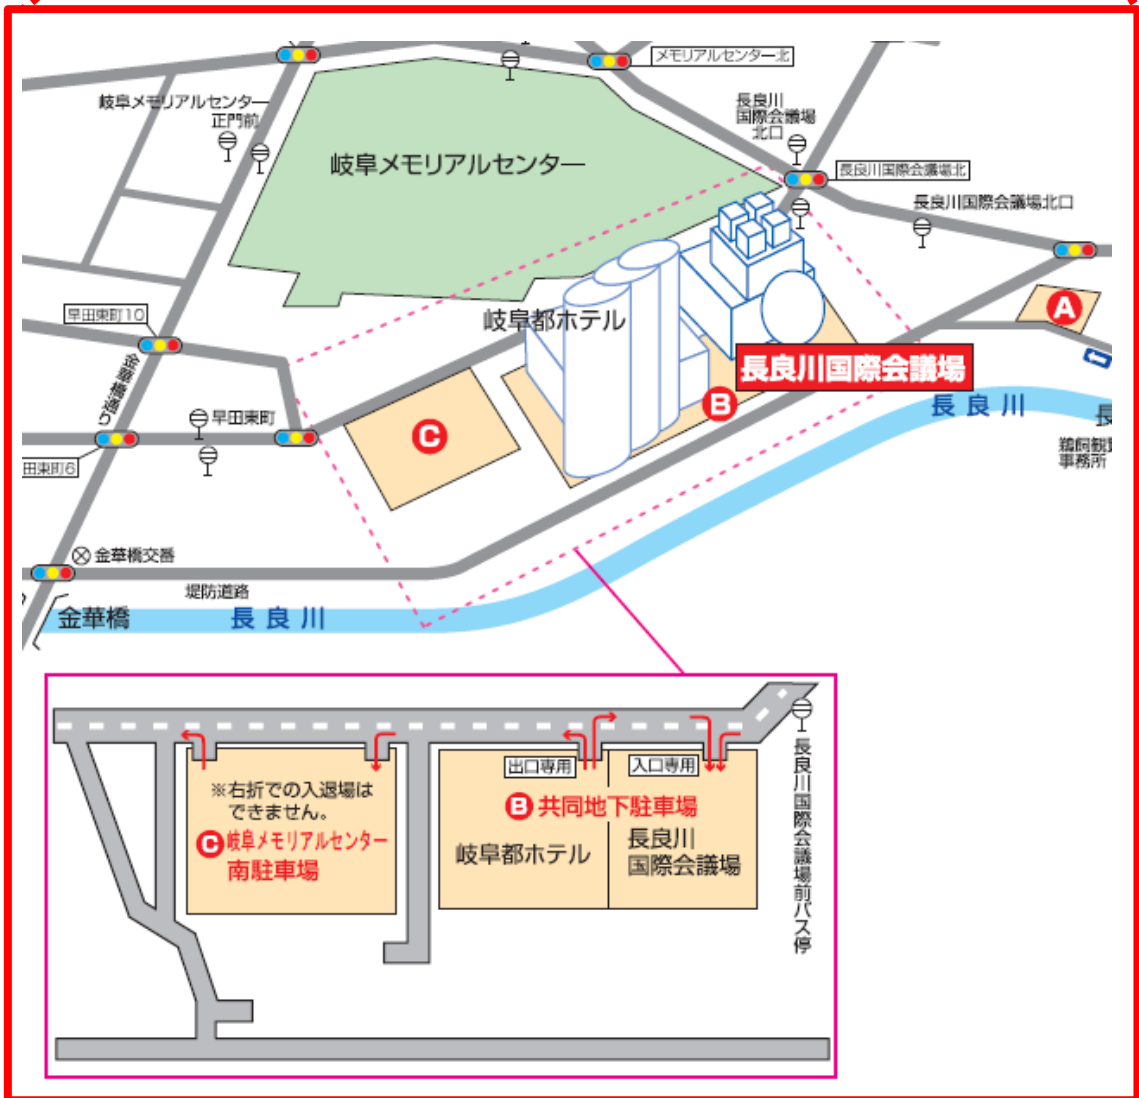 メモリアルセンター北
岐阜メモリアルセンター
正門前
長良川
国際会議場
北口
岐阜メモリアルセンター
長良川国際会議場北
長良川国際会議場北口
早田東町10
岐阜都ホテル
A
金華橋通り
長良川国際会議場
B
長良川
長
早田東町
C
田東町6
鵜飼観覧
事務所
金華橋交番
堤防道路
金華橋
長良川
長良川国際会議場前バス停
出口専用
入口専用
※右折での入退場は
できません。
B 共同地下駐車場
C 岐阜メモリアルセンター
南駐車場
岐阜都ホテル
長良川
国際会議場